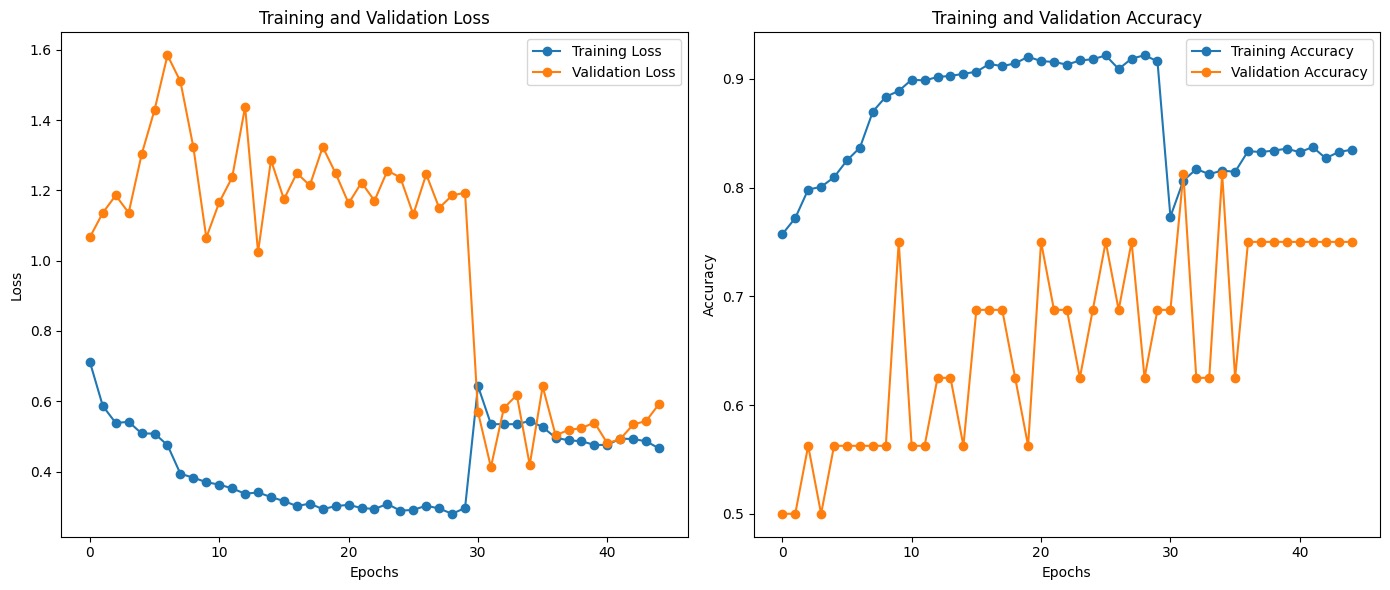 Training and Validation Loss
Training Loss
Validation Loss
1.6
1.4
1.2
1.0
0.8
0.6
0.4
Loss
0
10
20
30
40
Epochs
Training and Validation Accuracy
Training Accuracy
Validation Accuracy
0.9
0.8
0.7
0.6
0.5
Accuracy
0
10
20
30
40
Epochs